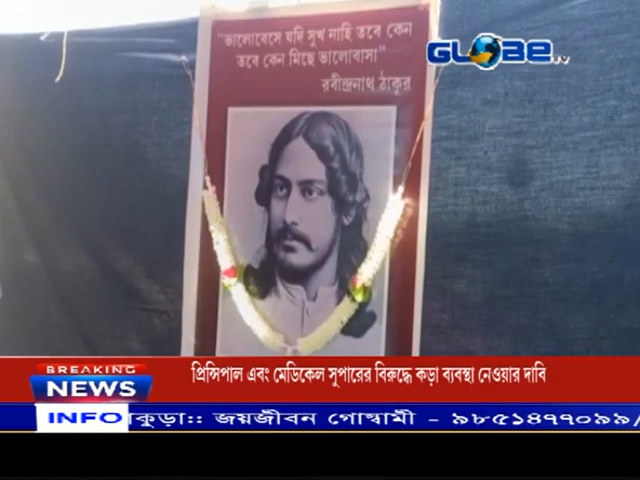 "ভালোবেসে যদি সুখ নাহি তবে কেন
তবে কেন মিছে ভালোবাসা"
রবীন্দ্রনাথ ঠাকুর
GLOBE TV
BREAKING
NEWS
প্রিন্সিপাল এবং মেডিকেল সুপারের বিরুদ্ধে কড়া ব্যবস্থা নেওয়ার দাবি
INFO
কুড়া:: জয়জীবন গোস্বামী - ৯৮৫১৪৭৭০৯৯/